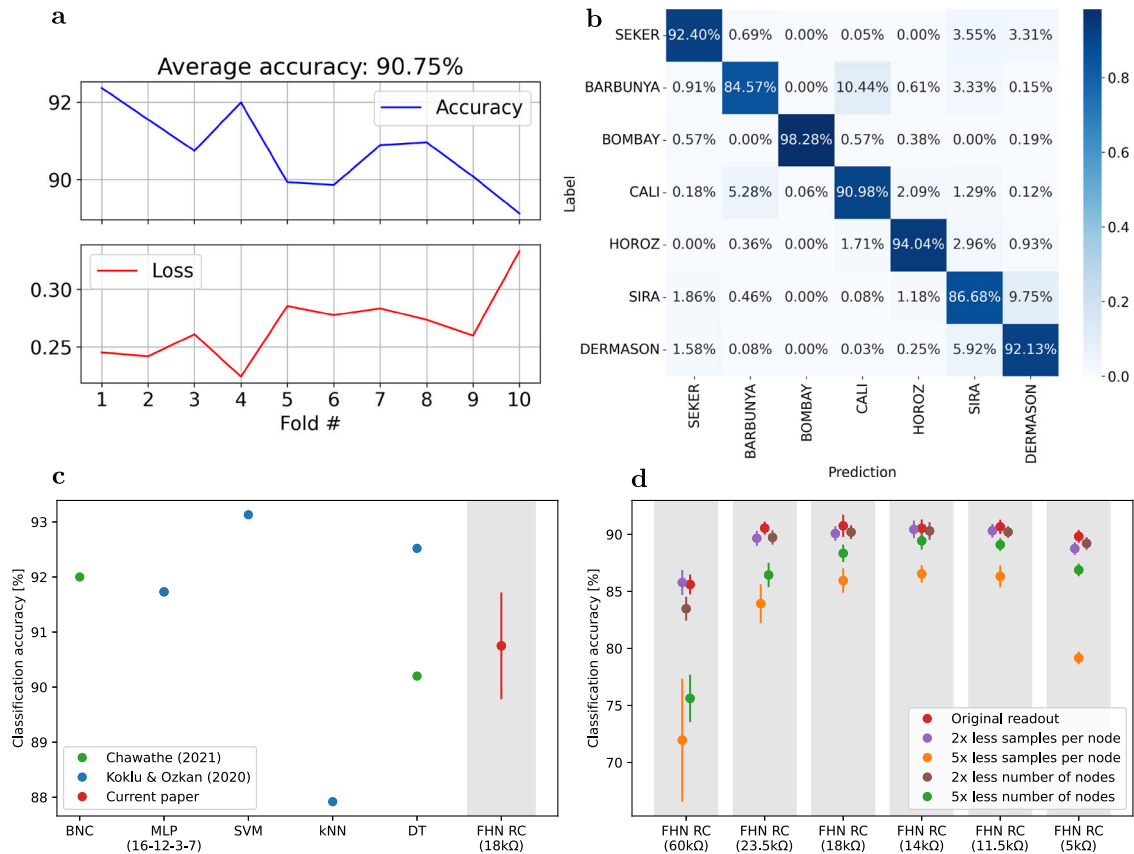 a
Average accuracy: 90.75%
92
90
Accuracy
0.30
0.25
Loss
1 2 3 4 5 6 7 8 9 10
Fold #
b
SEKER 92.40% 0.69% 0.00% 0.05% 0.00% 3.55% 3.31%
BARBUNYA 0.91% 84.57% 0.00% 10.44% 0.61% 3.33% 0.15%
BOMBAY 0.57% 0.00% 98.28% 0.57% 0.38% 0.00% 0.19%
CALI 0.18% 5.28% 0.06% 90.98% 2.09% 1.29% 0.12%
HOROZ 0.00% 0.36% 0.00% 1.71% 94.04% 2.96% 0.93%
SIRA 1.86% 0.46% 0.00% 0.08% 1.18% 86.68% 9.75%
DERMASON 1.58% 0.08% 0.00% 0.03% 0.25% 5.92% 92.13%
Label
SEKER BARBUNYA BOMBAY CALI HOROZ SIRA DERMASON
Prediction
0.8
0.6
0.4
0.2
0.0
c
Classification accuracy [%]
93
92
91
90
89
88
Chawathe (2021)
Koklu & Ozkan (2020)
Current paper
BNC MLP SVM kNN DT FHN RC
(16-12-3-7) (18kΩ)
d
Classification accuracy [%]
90
85
80
75
70
Original readout
2x less samples per node
5x less samples per node
2x less number of nodes
5x less number of nodes
FHN RC FHN RC FHN RC FHN RC FHN RC FHN RC
(60kΩ) (23.5kΩ) (18kΩ) (14kΩ) (11.5kΩ) (5kΩ)